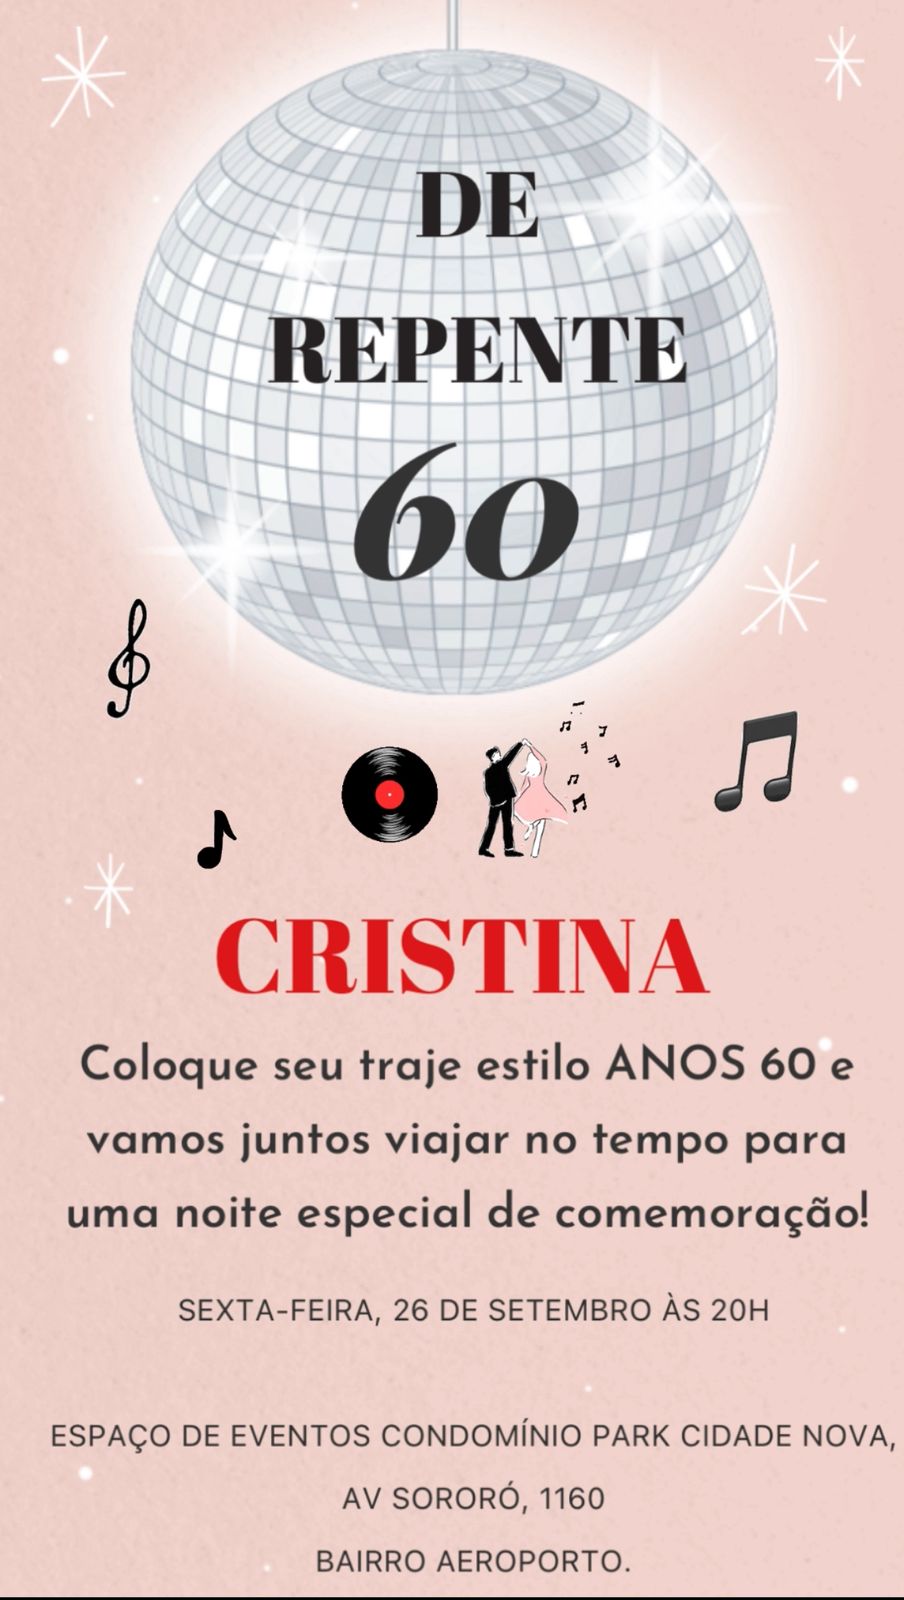 DE
REPENTE
60
CRISTINA
Coloque seu traje estilo ANOS 60 e
vamos juntos viajar no tempo para
uma noite especial de comemoração!
SEXTA-FEIRA, 26 DE SETEMBRO ÀS 20H
ESPAÇO DE EVENTOS CONDOMÍNIO PARK CIDADE NOVA,
AV SORORÓ, 1160
BAIRRO AEROPORTO.